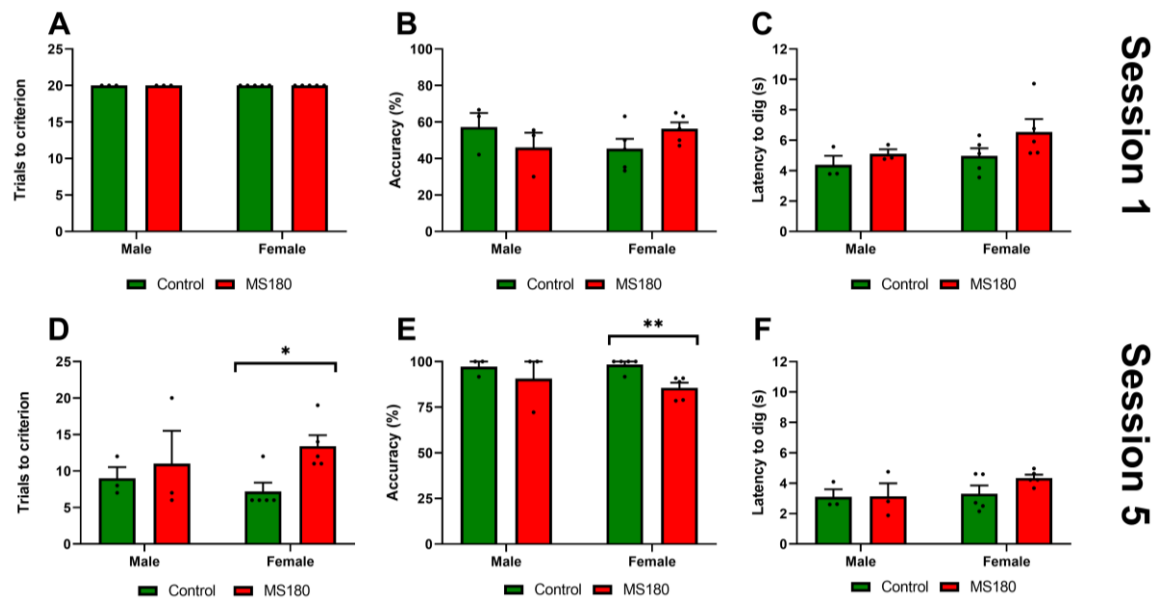 A
Trials to criterion
25
20
15
10
5
0
Male
Female
Control
MS180
B
Accuracy (%)
100
80
60
40
20
0
Male
Female
Control
MS180
C
Latency to dig (s)
12
10
8
6
4
2
0
Male
Female
Control
MS180
Session 1
D
Trials to criterion
25
20
15
10
5
0
*
Male
Female
Control
MS180
E
Accuracy (%)
100
75
50
25
0
**
Male
Female
Control
MS180
F
Latency to dig (s)
12
10
8
6
4
2
0
Male
Female
Control
MS180
Session 5